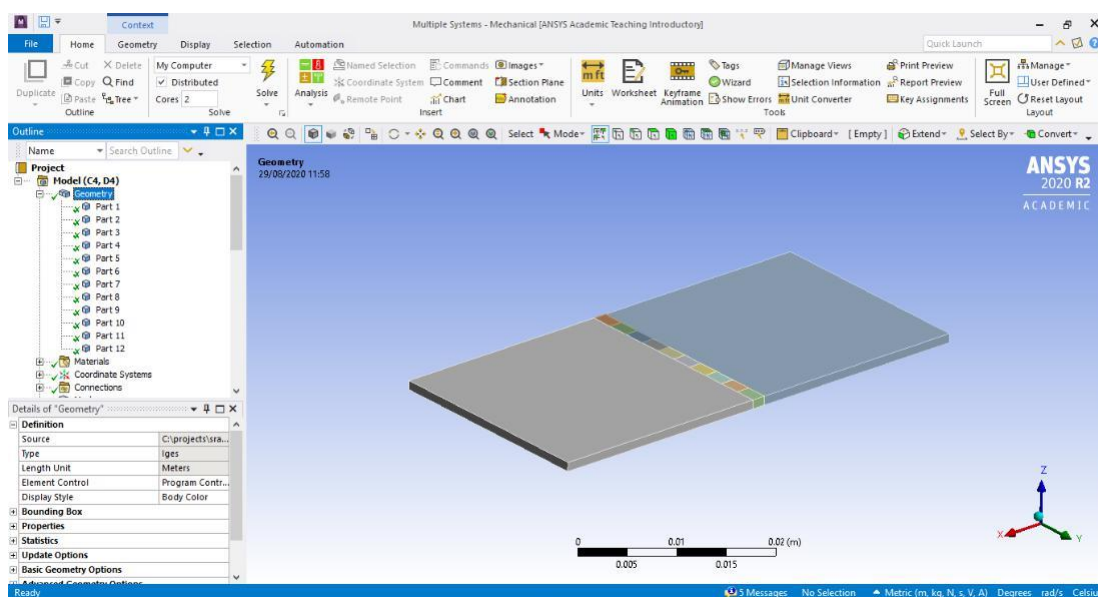 Context
Multiple Systems - Mechanical [ANSYS Academic Teaching Introductory]
File Home Geometry Display Selection Automation
Quick Launch
Duplicate
Cut
Copy
Paste
Delete
Find
Tree
Outline
My Computer
Distributed
Cores 2
Solve
Solve
Analysis
Named Selection
Coordinate System
Remote Point
Commands
Comment
Chart
Images
Section Plane
Annotation
Insert
Units
Worksheet
Keyframe
Animation
Tags
Wizard
Show Errors
Manage Views
Selection Information
Unit Converter
Print Preview
Report Preview
Key Assignments
Tools
Full
Screen
Manage
User Defined
Reset Layout
Layout
Outline
Select Mode
Clipboard [Empty] Extend Select By Convert
Name Search Outline
Project
Model (C4, D4)
Geometry
Part 1
Part 2
Part 3
Part 4
Part 5
Part 6
Part 7
Part 8
Part 9
Part 10
Part 11
Part 12
Materials
Coordinate Systems
Connections
Details of "Geometry"
Definition
Source C:\projects\sra...
Type Iges
Length Unit Meters
Element Control Program Contr...
Display Style Body Color
Bounding Box
Properties
Statistics
Update Options
Basic Geometry Options
Advanced Geometry Options
Geometry
29/08/2020 11:58
ANSYS
2020 R2
ACADEMIC
0 0.01 0.02 (m)
0.005 0.015
Z
X
Y
Ready
5 Messages No Selection Metric (m, kg, N, s, V, A) Degrees rad/s Celsiu